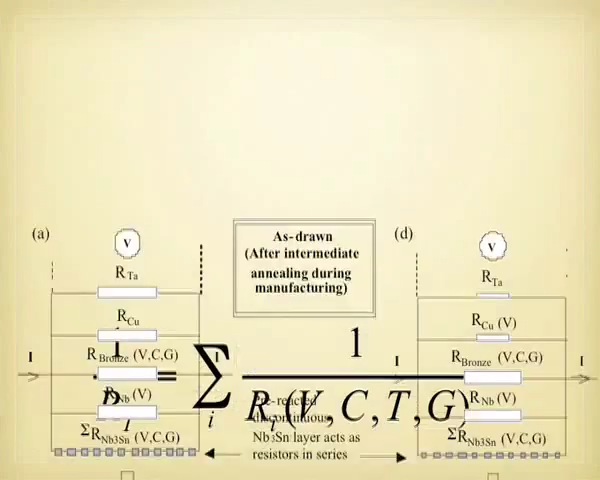 (a)
V
R Ta
R Cu
R Bronze (V,C,G)
R Nb (V)
ΣR Nb3Sn (V,C,G)
I
I
As-drawn
(After intermediate
annealing during
manufacturing)
Σ i 1
R i (V, C, T, G)
discontinuous
Nb3Sn layer acts as
resistors in series
(d)
V
R Ta
R Cu (V)
R Bronze (V,C,G)
R Nb (V)
ΣR Nb3Sn (V,C,G)
I
I